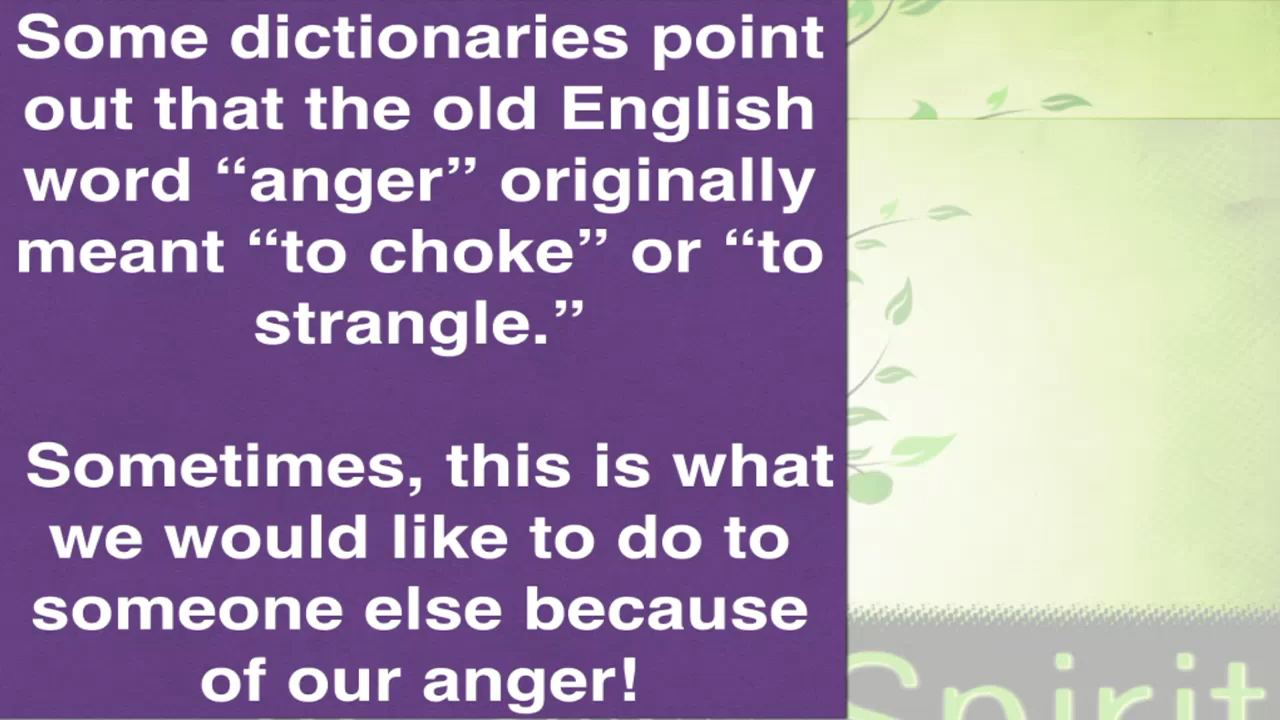 Some dictionaries point
out that the old English
word “anger” originally
meant “to choke” or “to
strangle.”
Sometimes, this is what
we would like to do to
someone else because
of our anger!
Spirit